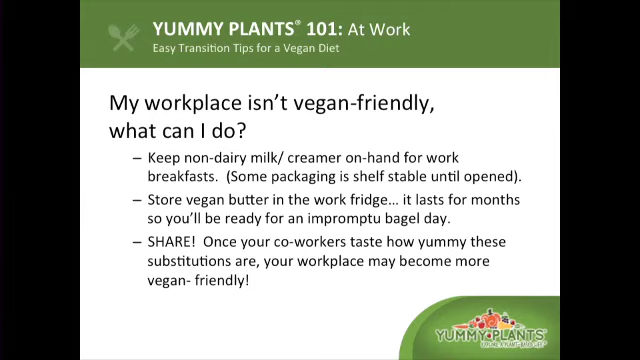 YUMMY PLANTS® 101: At Work
Easy Transition Tips for a Vegan Diet
My workplace isn't vegan-friendly,
what can I do?
– Keep non-dairy milk/ creamer on-hand for work
breakfasts.  (Some packaging is shelf stable until opened).
– Store vegan butter in the work fridge… it lasts for months
so you'll be ready for an impromptu bagel day.
– SHARE!  Once your co-workers taste how yummy these
substitutions are, your workplace may become more
vegan- friendly!
YUMMY PLANTS